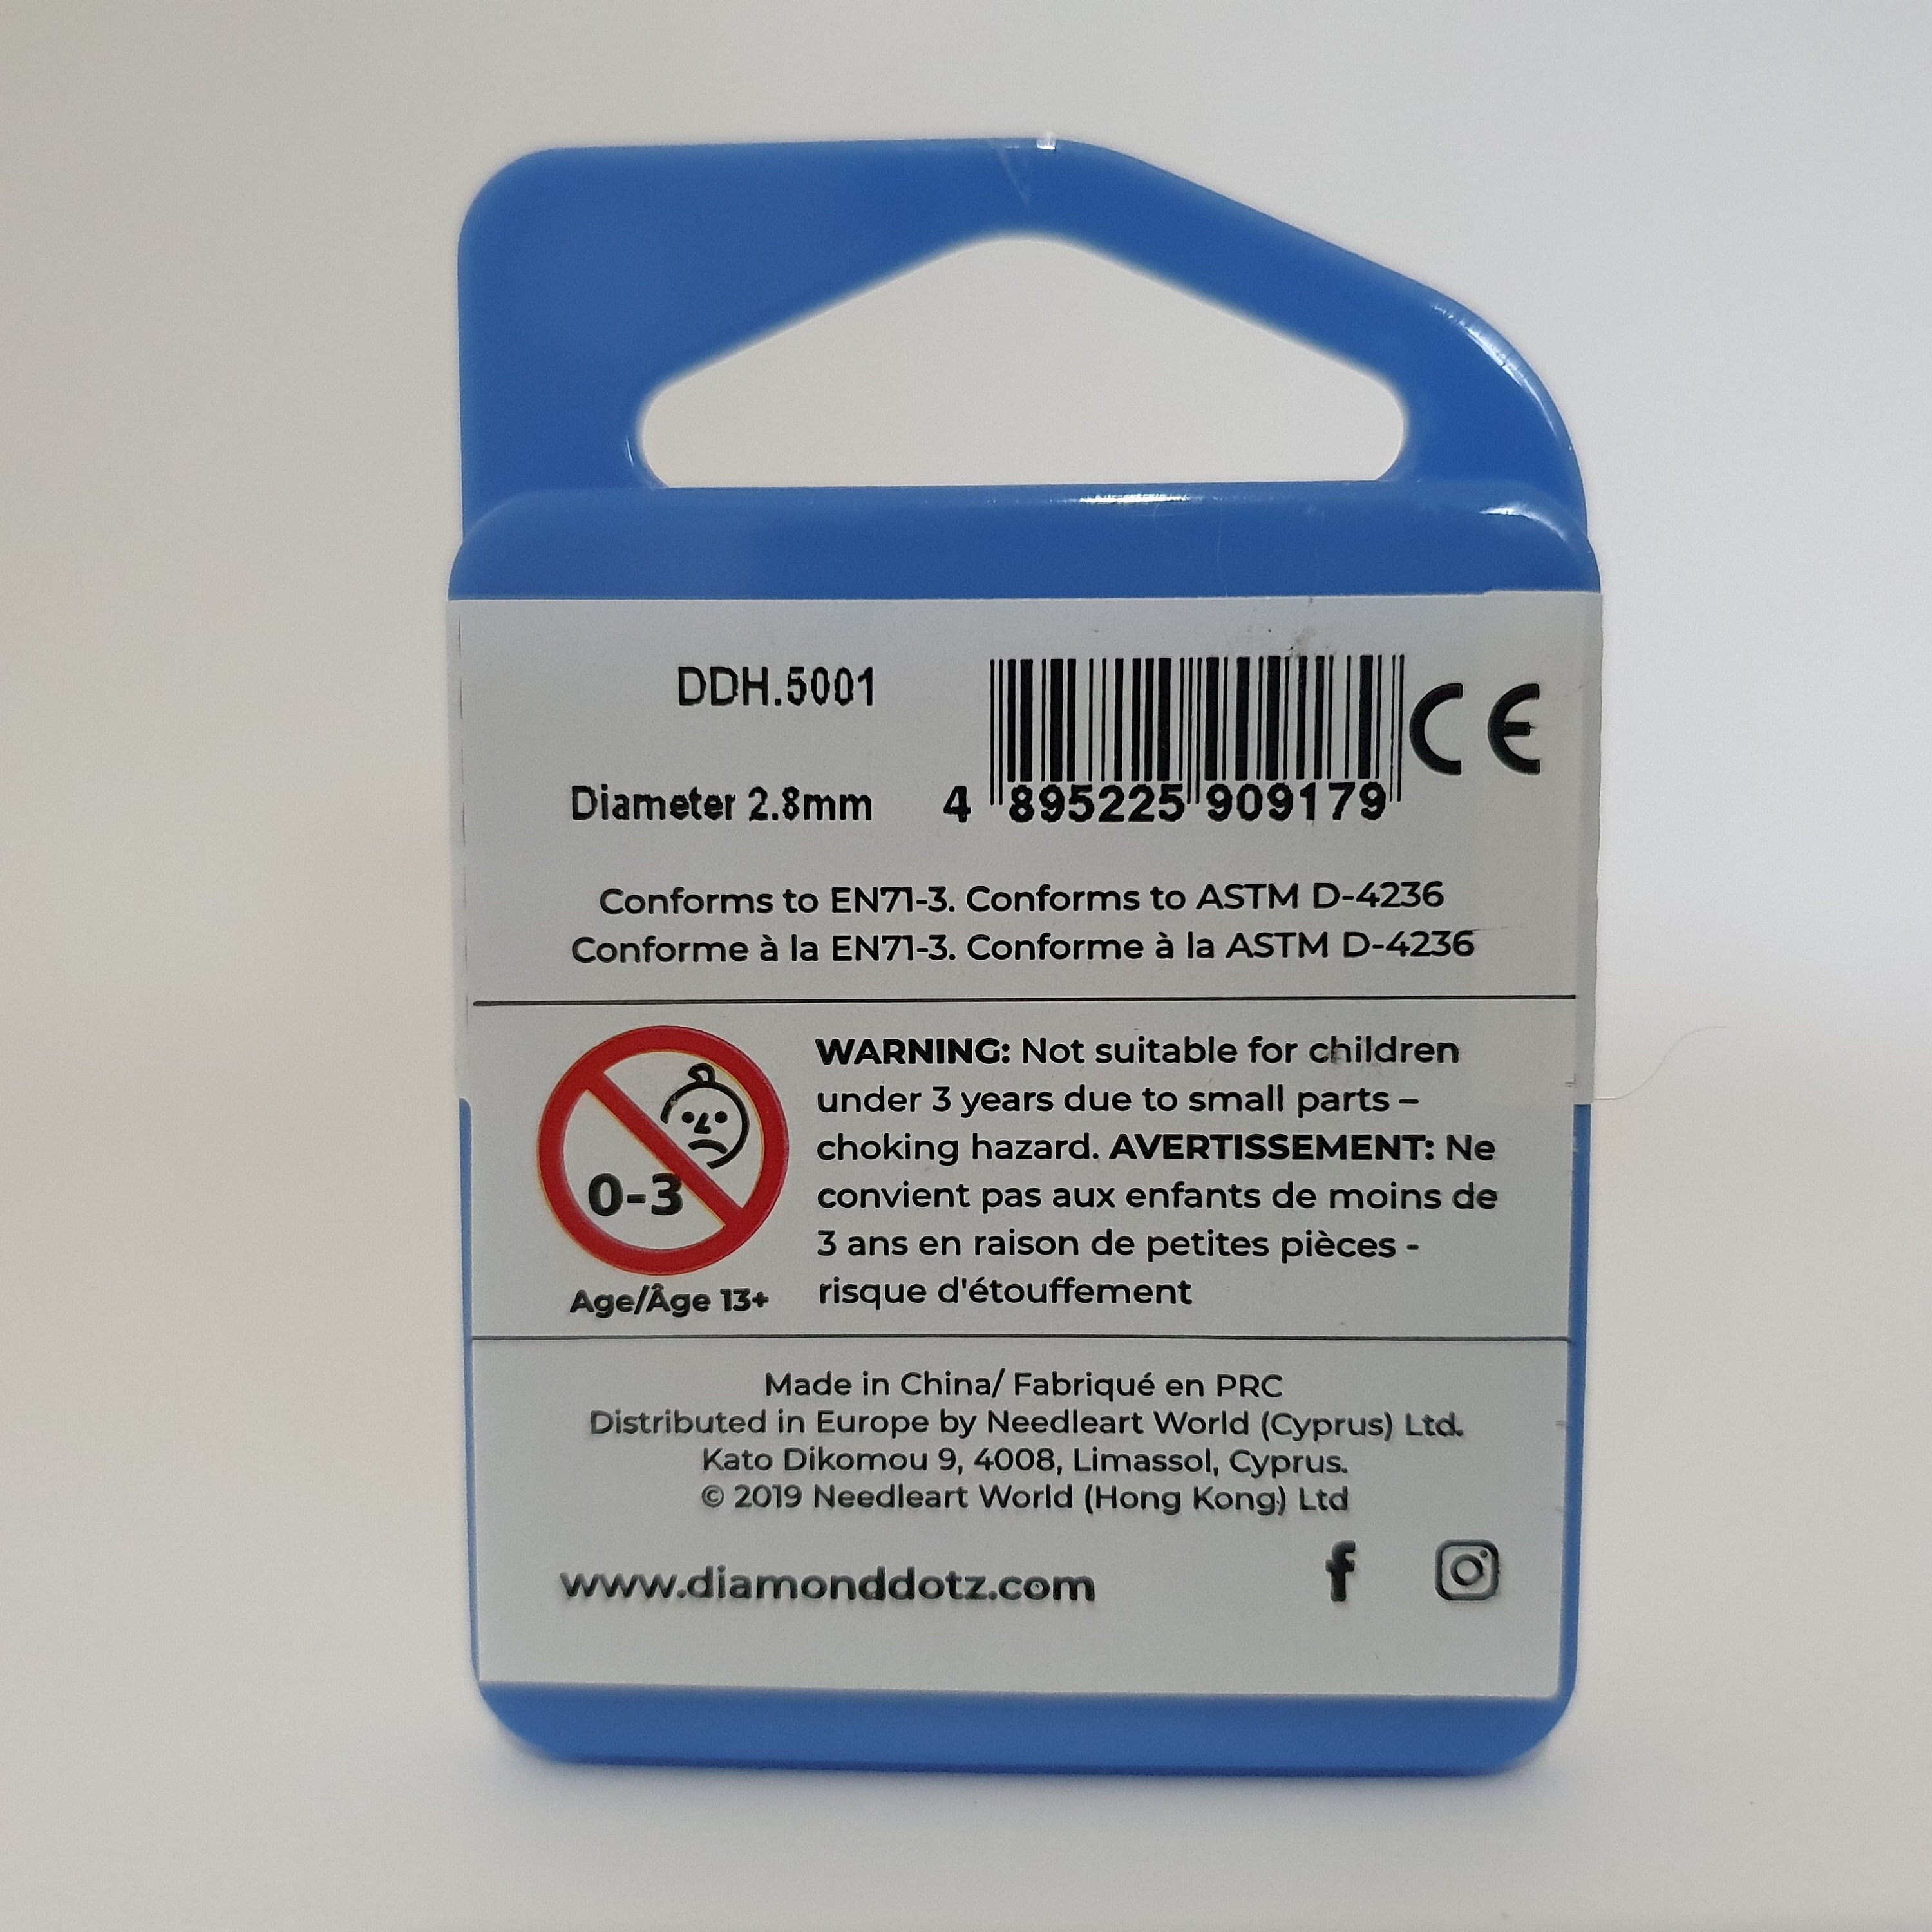 DDH.5001
CE
Diameter 2.8mm
4 895225 909179
Conforms to EN71-3. Conforms to ASTM D-4236
Conforme à la EN71-3. Conforme à la ASTM D-4236
0-3
Age/Âge 13+
WARNING: Not suitable for children
under 3 years due to small parts –
choking hazard. AVERTISSEMENT: Ne
convient pas aux enfants de moins de
3 ans en raison de petites pièces -
risque d'étouffement
Made in China/ Fabriqué en PRC
Distributed in Europe by Needleart World (Cyprus) Ltd.
Kato Dikomou 9, 4008, Limassol, Cyprus.
© 2019 Needleart World (Hong Kong) Ltd
www.diamonddotz.com
f